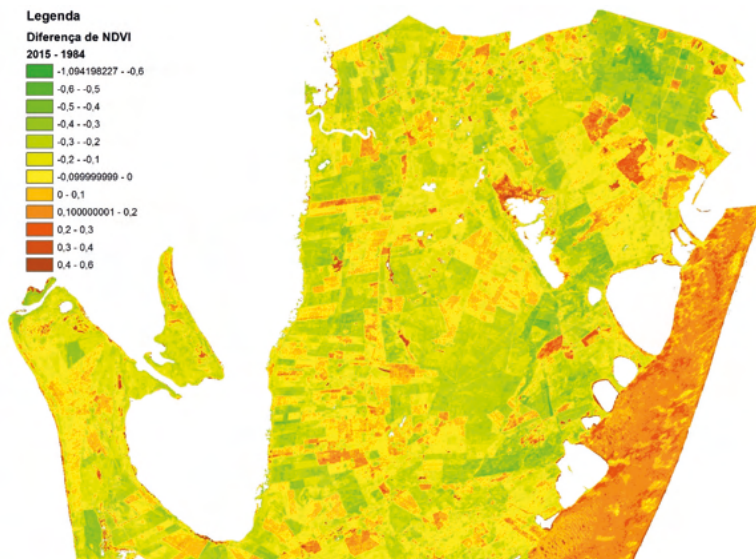 Legenda
Diferença de NDVI
2015 - 1984
-1,094198227 - -0,6
-0,6 - -0,5
-0,5 - -0,4
-0,4 - -0,3
-0,3 - -0,2
-0,2 - -0,1
-0,099999999 - 0
0 - 0,1
0,100000001 - 0,2
0,2 - 0,3
0,3 - 0,4
0,4 - 0,6